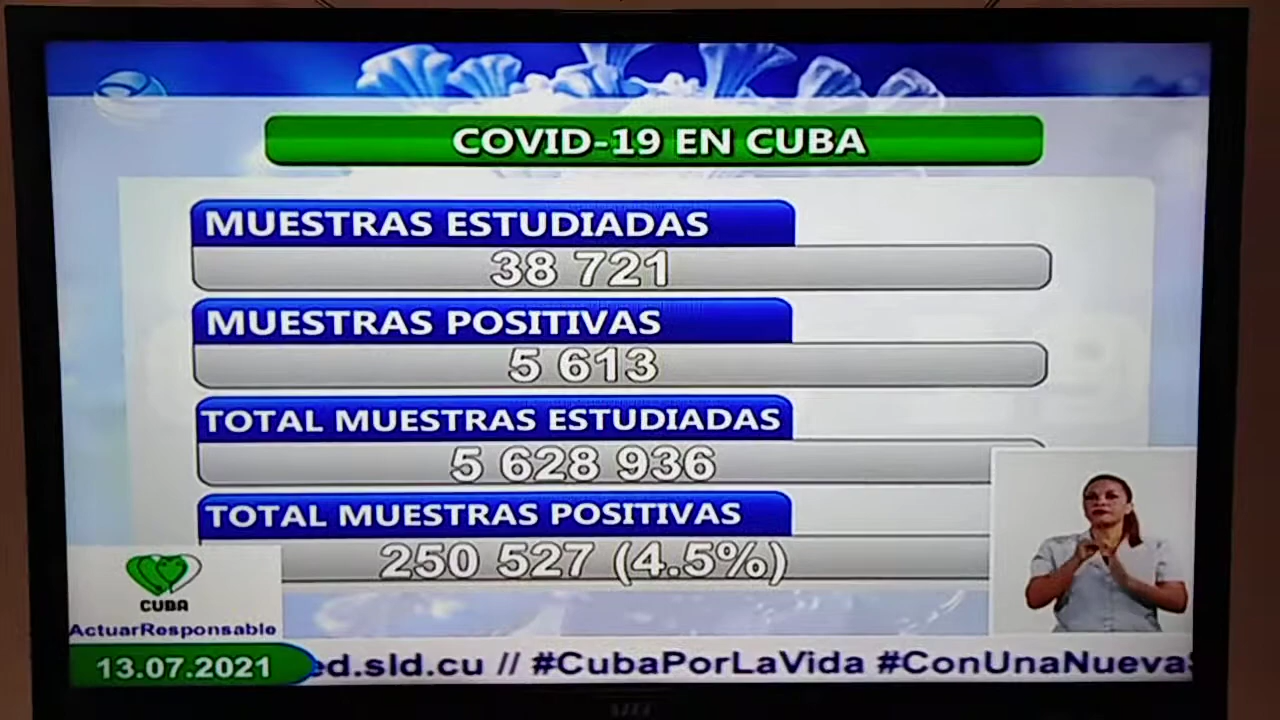 COVID-19 EN CUBA
MUESTRAS ESTUDIADAS
38 721
MUESTRAS POSITIVAS
5 613
TOTAL MUESTRAS ESTUDIADAS
5 628 936
TOTAL MUESTRAS POSITIVAS
250 527 (4.5%)
CUBA
ActuarResponsable
13.07.2021
ed.sld.cu // #CubaPorLaVida #ConUnaNueva